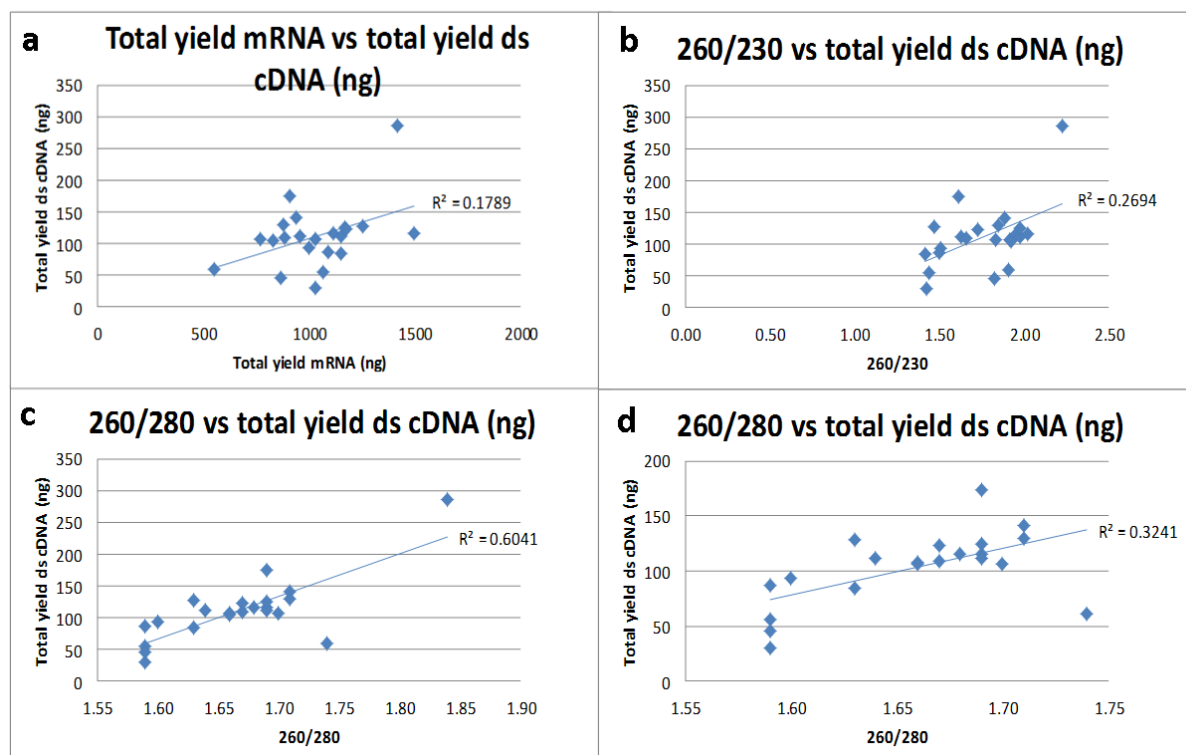 a
Total yield mRNA vs total yield ds
cDNA (ng)
Total yield ds cDNA (ng)
350
300
250
200
150
100
50
0
R² = 0.1789
0 500 1000 1500 2000
Total yield mRNA (ng)
b
260/230 vs total yield ds cDNA (ng)
Total yield ds cDNA (ng)
350
300
250
200
150
100
50
0
R² = 0.2694
0.00 0.50 1.00 1.50 2.00 2.50
260/230
c
260/280 vs total yield ds cDNA (ng)
Total yield ds cDNA (ng)
350
300
250
200
150
100
50
0
R² = 0.6041
1.55 1.60 1.65 1.70 1.74 1.80 1.85 1.90
260/280
d
260/280 vs total yield ds cDNA (ng)
Total yield ds cDNA (ng)
200
150
100
50
0
R² = 0.3241
1.55 1.60 1.65 1.70 1.75
260/280